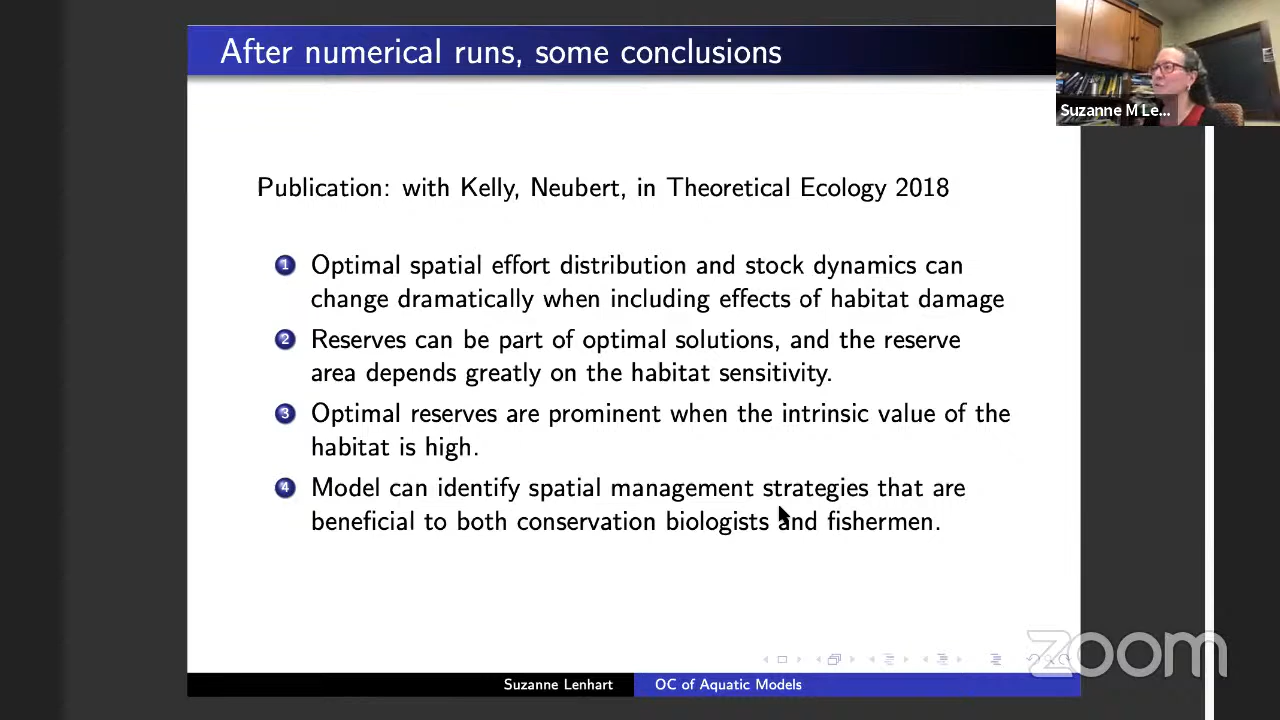 After numerical runs, some conclusions
Suzanne M Le...
Publication: with Kelly, Neubert, in Theoretical Ecology 2018
1 Optimal spatial effort distribution and stock dynamics can
change dramatically when including effects of habitat damage
2 Reserves can be part of optimal solutions, and the reserve
area depends greatly on the habitat sensitivity.
3 Optimal reserves are prominent when the intrinsic value of the
habitat is high.
4 Model can identify spatial management strategies that are
beneficial to both conservation biologists and fishermen.
zoom
Suzanne Lenhart OC of Aquatic Models